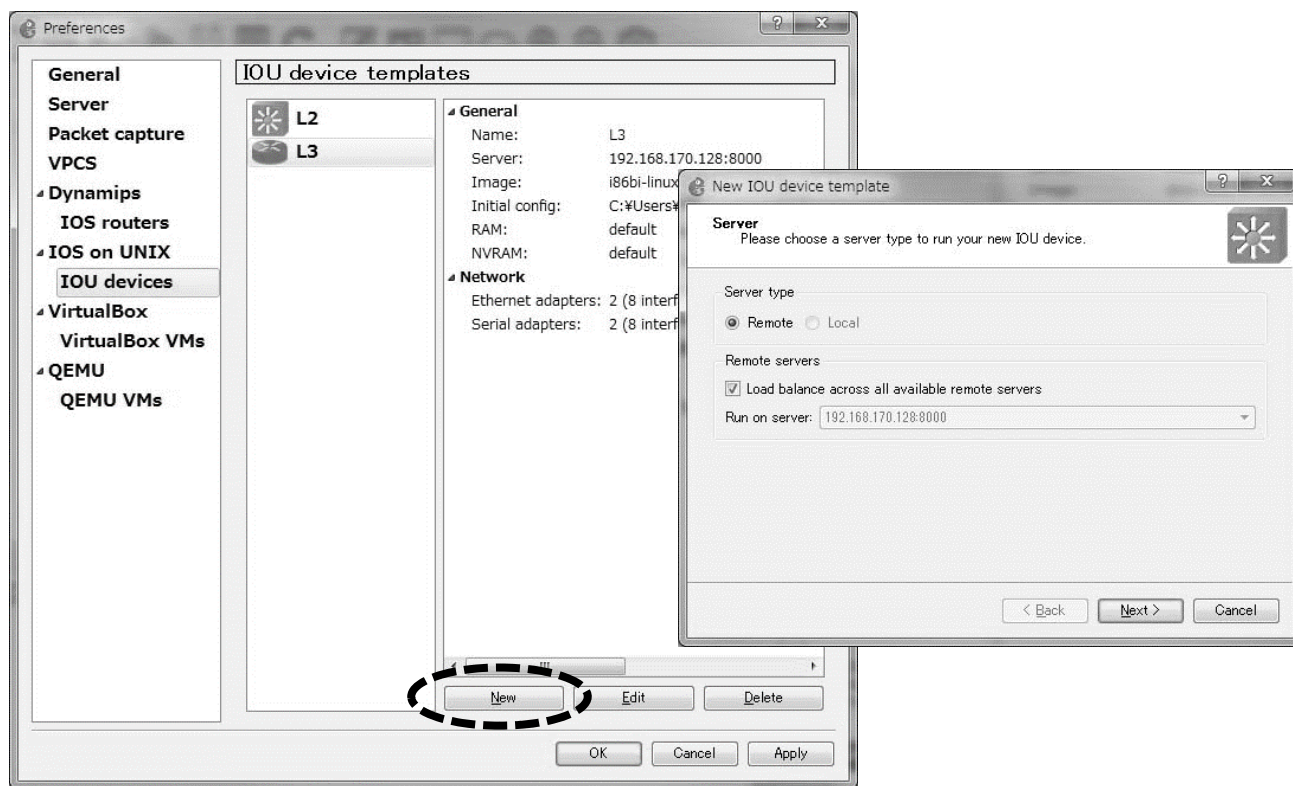 Preferences
General
Server
Packet capture
VPCS
Dynamips
IOS routers
IOS on UNIX
IOU devices
VirtualBox
VirtualBox VMs
QEMU
QEMU VMs
IOU device templates
L2
L3
General
Name: L3
Server: 192.168.170.128:8000
Image: i86bi-linux
Initial config: C:¥Users¥
RAM: default
NVRAM: default
Network
Ethernet adapters: 2 (8 interf
Serial adapters: 2 (8 interf
New
Edit
Delete
OK
Cancel
Apply
New IOU device template
Server
Please choose a server type to run your new IOU device.
Server type
Remote
Local
Remote servers
Load balance across all available remote servers
Run on server: 192.168.170.128:8000
< Back
Next >
Cancel